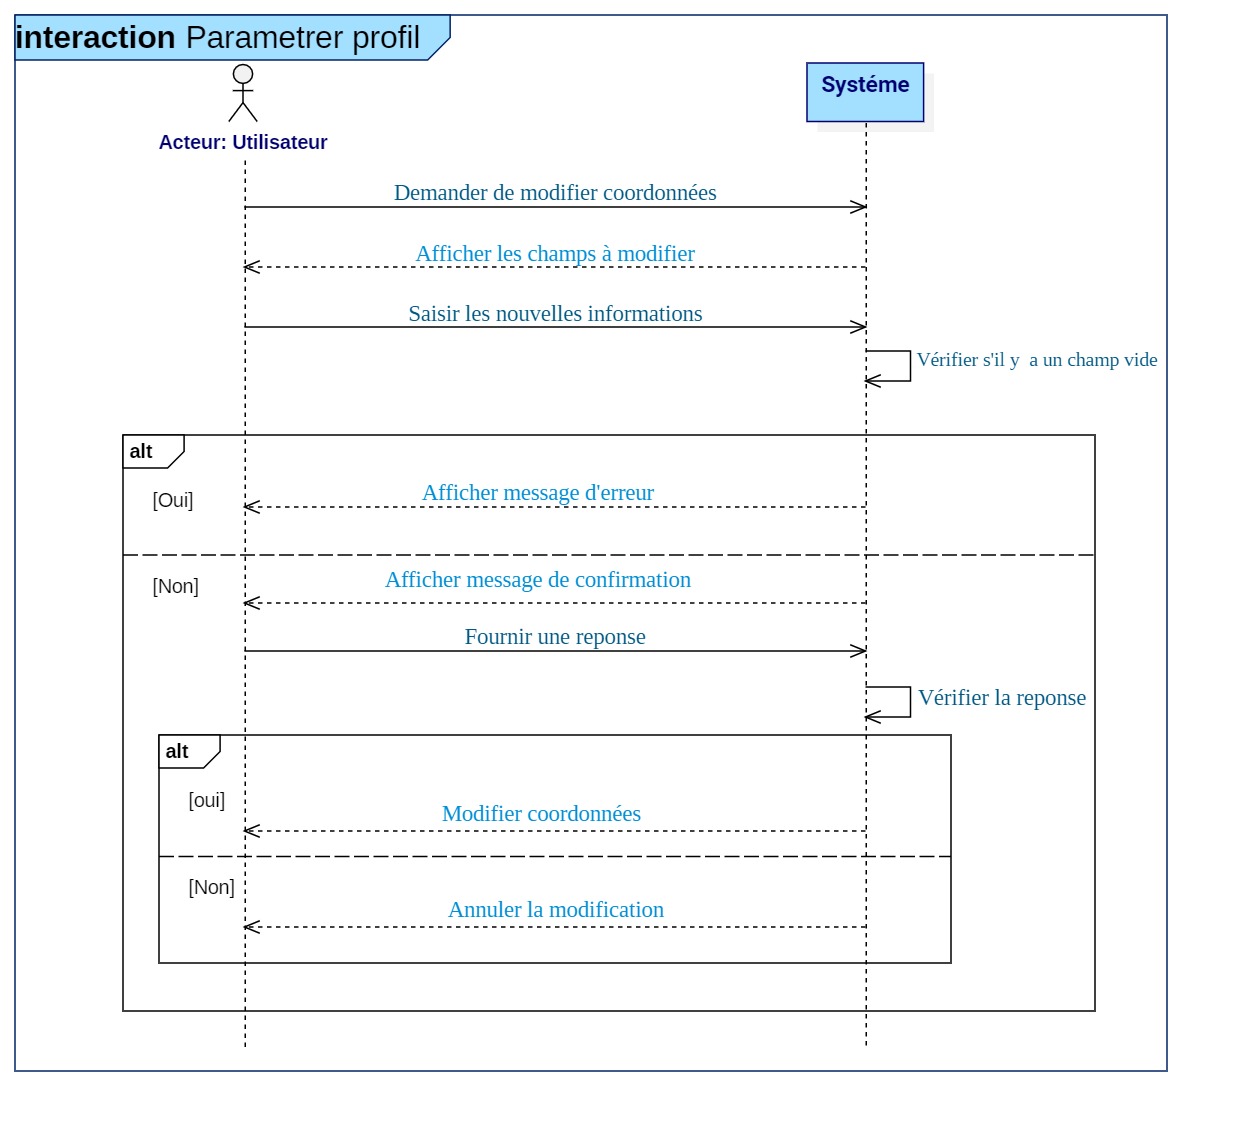 interaction Parametrer profil
Systéme
Acteur: Utilisateur
Demander de modifier coordonnées
Afficher les champs à modifier
Saisir les nouvelles informations
Vérifier s'il y  a un champ vide
alt
[Oui]
Afficher message d'erreur
[Non]
Afficher message de confirmation
Fournir une reponse
Vérifier la reponse
alt
[oui]
Modifier coordonnées
[Non]
Annuler la modification